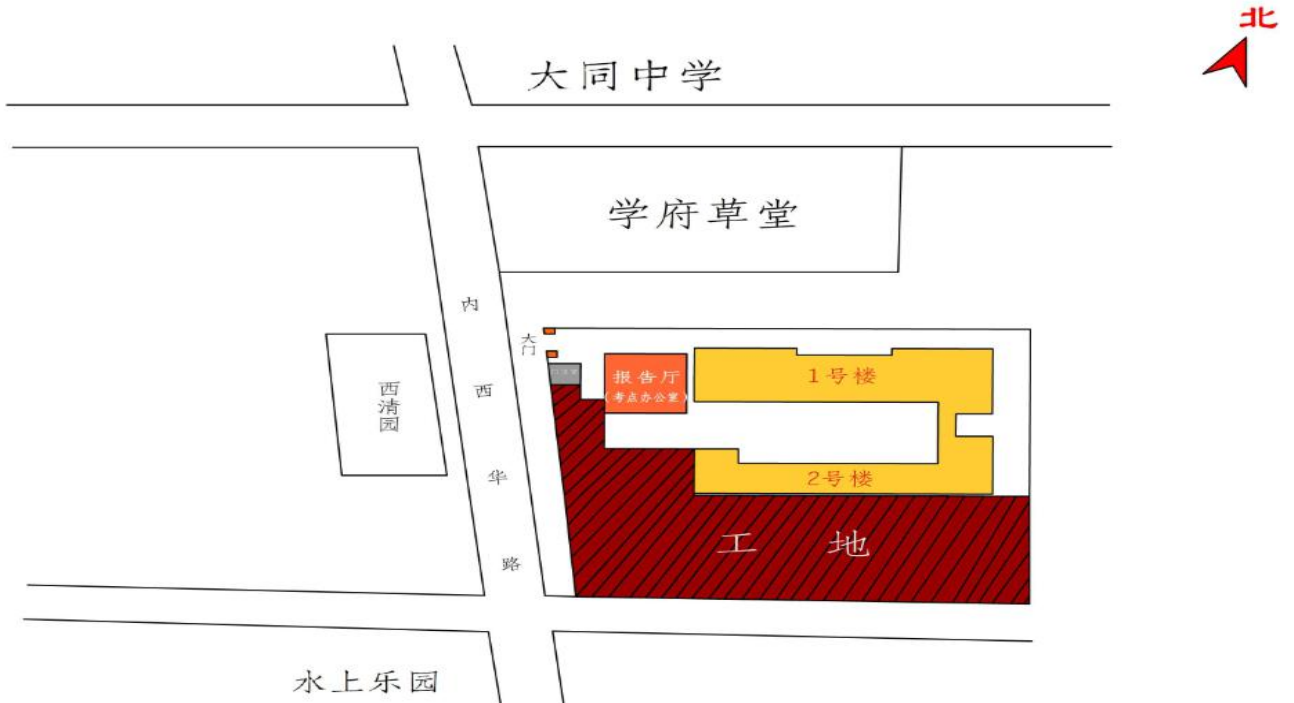 北
大同中学
学府草堂
内西华路
大门
西清园
报告厅
(考点办公室)
1号楼
2号楼
工地
水上乐园